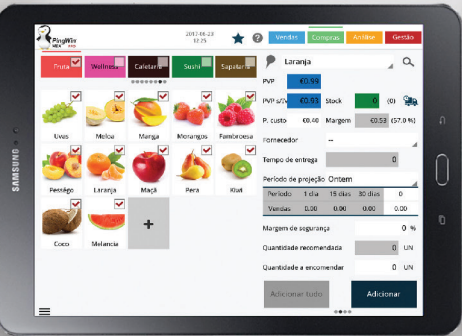 SAMSUNG
PingWin
2017-06-23
12:25
?
Vendas
Compras
Análise
Gestão
Fruta
Wellness
Cafetaria
Sushi
Sapataria
Uvas
Meloa
Manga
Morangos
Framboesa
Pessêgo
Laranja
Maçã
Pera
Kiwi
Coco
Melancia
+
Laranja
PVP €0.99
PVP s/IV €0.93 Stock 0 (0)
P. custo €0.40 Margem €0.53 (57.0 %)
Fornecedor --
Tempo de entrega 0
Período de projeção Ontem
Período 1 dia 15 dias 30 dias 0
Vendas 0.00 0.00 0.00 0.00
Margem de segurança 0 %
Quantidade recomendada 0 UN
Quantidade a encomendar 0 UN
Adicionar tudo
Adicionar